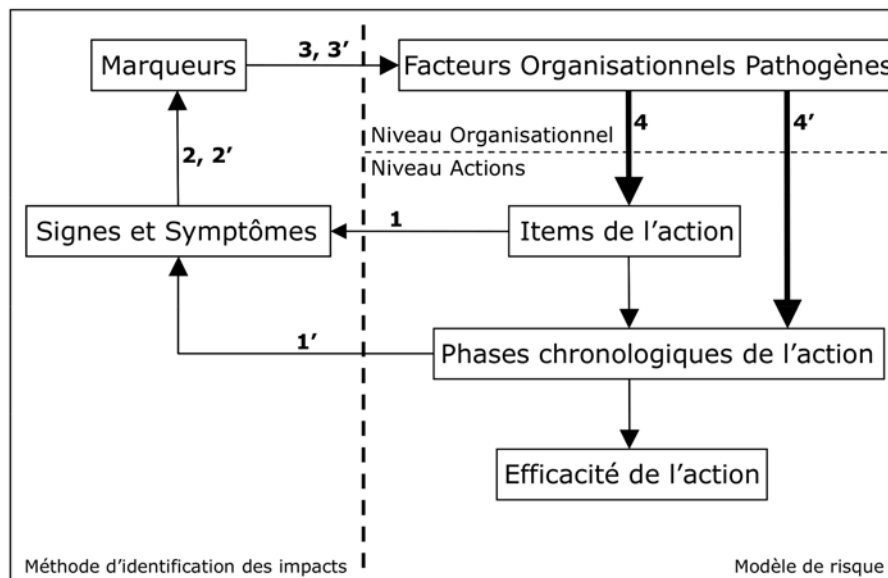 3, 3’
Marqueurs
Facteurs Organisationnels Pathogènes
4
4’
Niveau Organisationnel
2, 2’
Niveau Actions
1
Signes et Symptômes
Items de l’action
1’
Phases chronologiques de l’action
Efficacité de l’action
Méthode d’identification des impacts
Modèle de risque